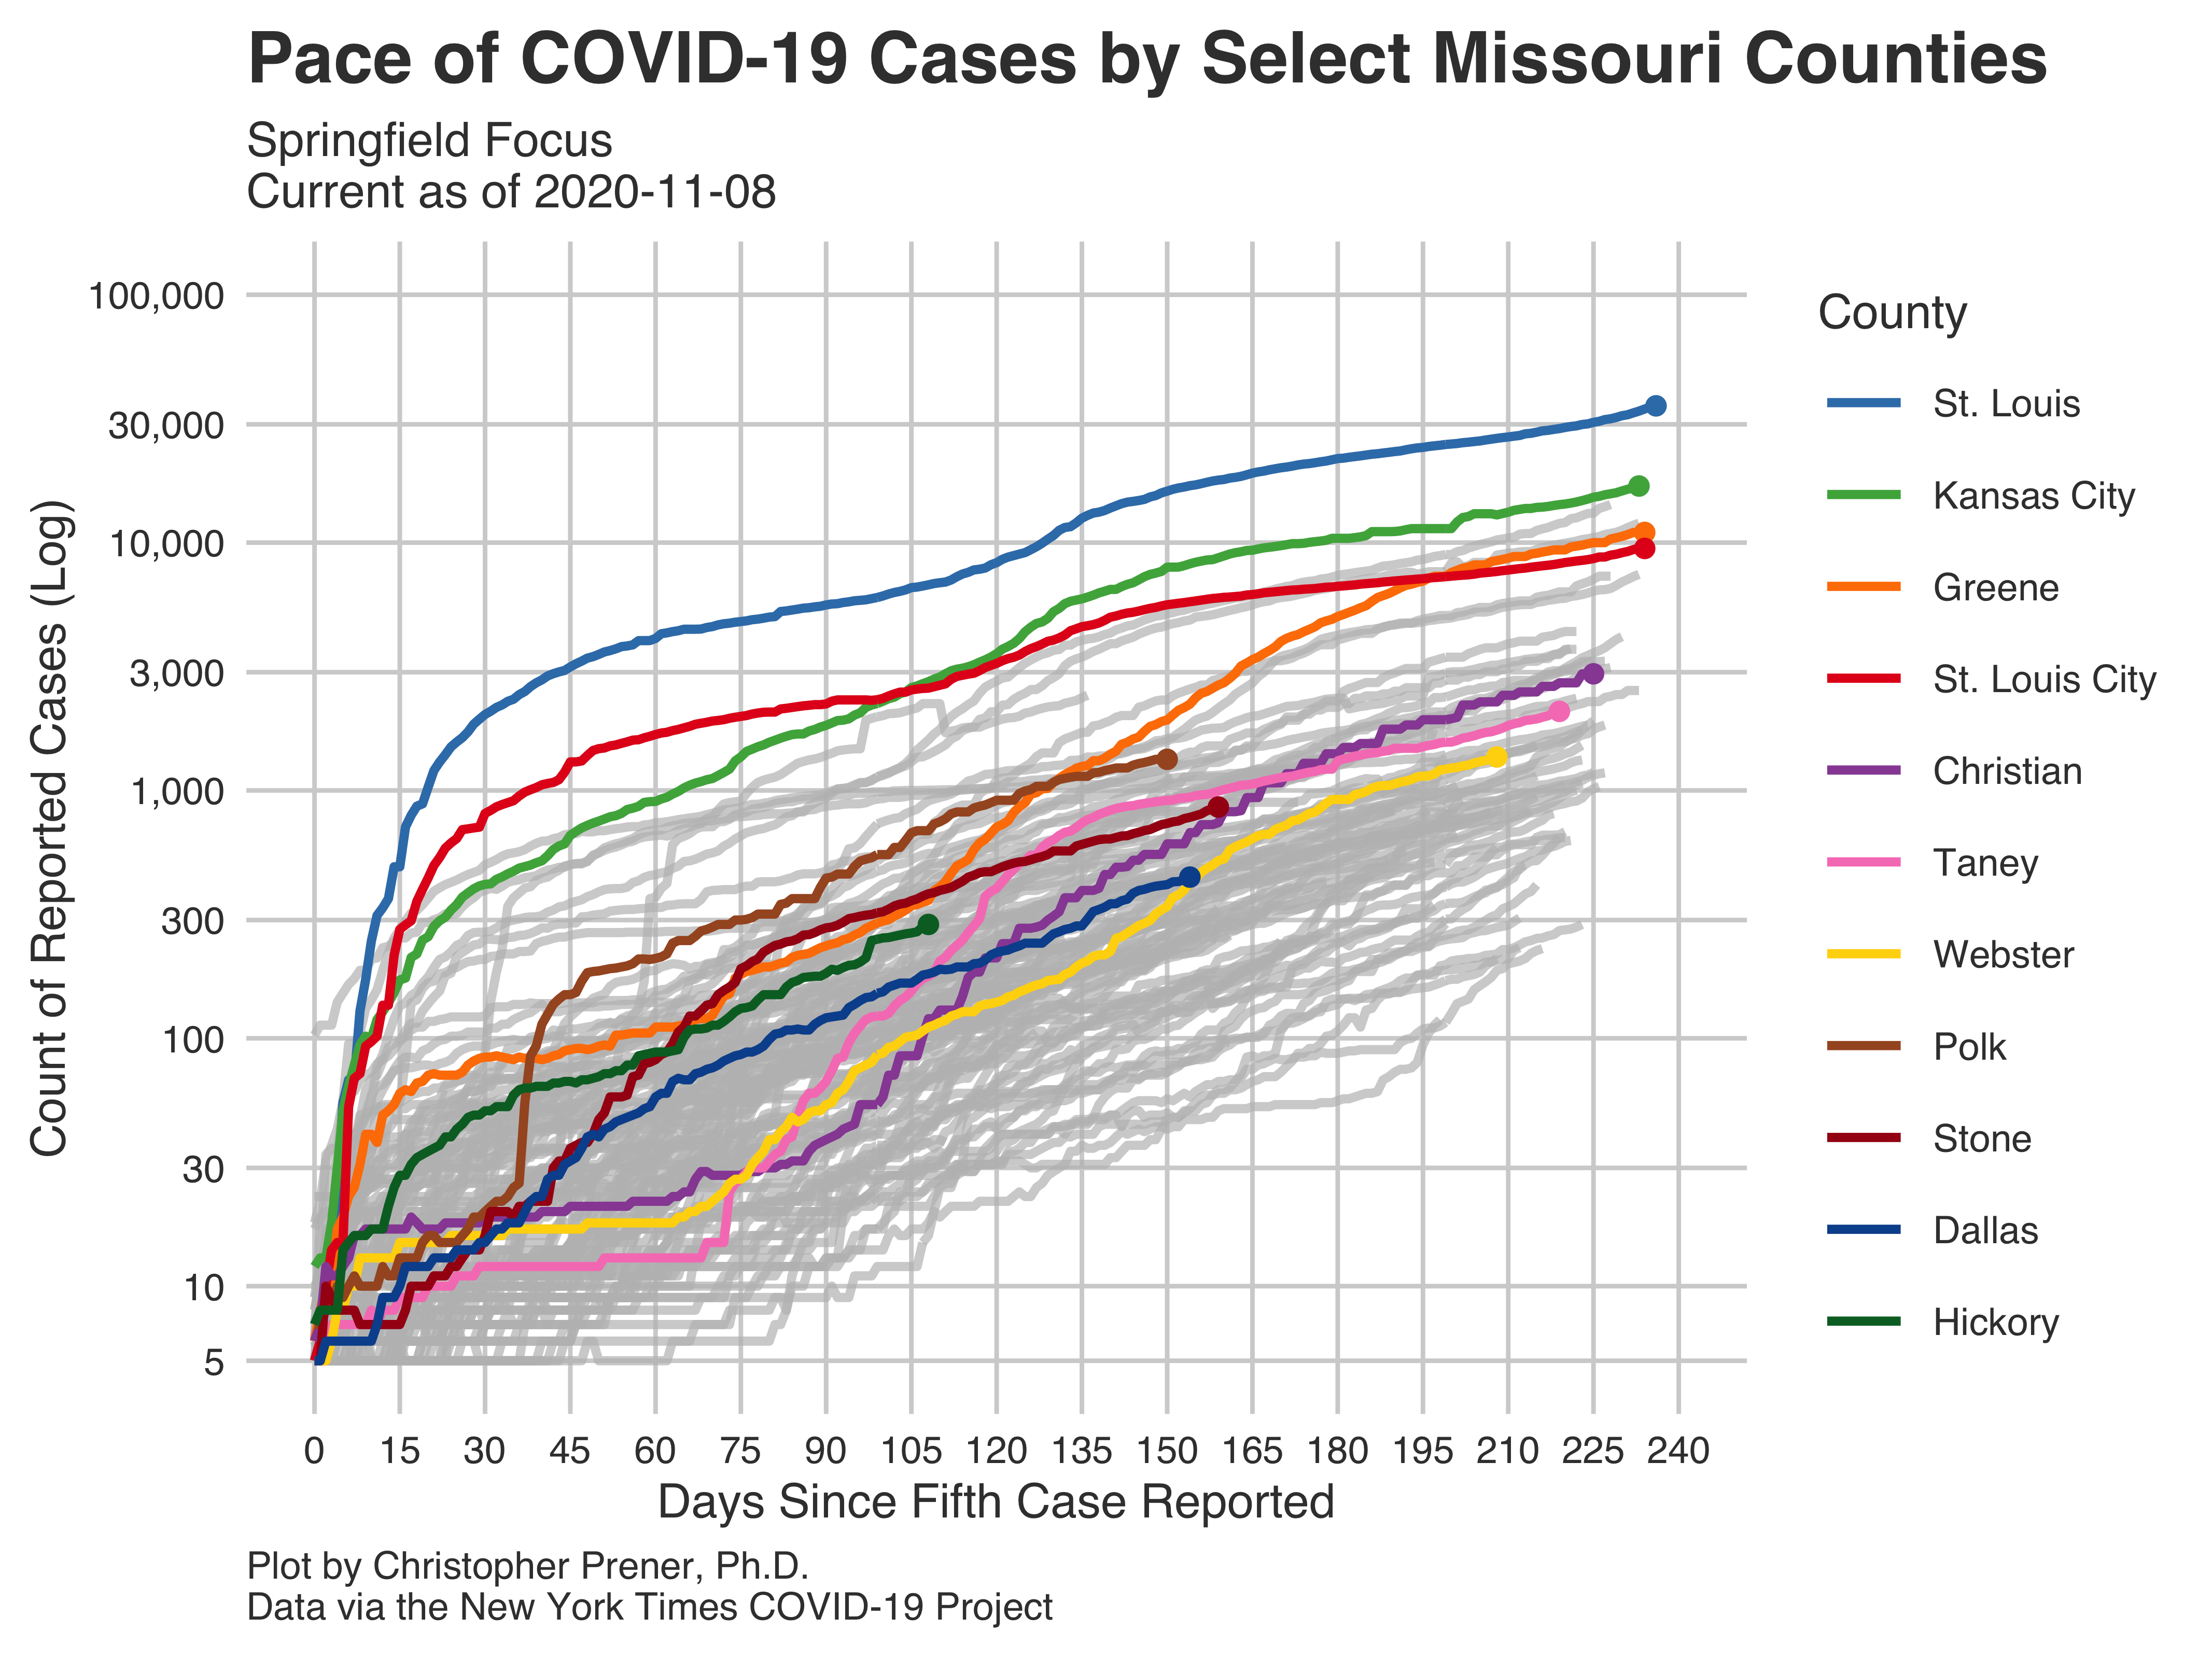 Pace of COVID-19 Cases by Select Missouri Counties
Springfield Focus
Current as of 2020-11-08
Count of Reported Cases (Log)
100,000
30,000
10,000
3,000
1,000
300
100
30
10
5
0 15 30 45 60 75 90 105 120 135 150 165 180 195 210 225 240
Days Since Fifth Case Reported
County
St. Louis
Kansas City
Greene
St. Louis City
Christian
Taney
Webster
Polk
Stone
Dallas
Hickory
Plot by Christopher Prener, Ph.D.
Data via the New York Times COVID-19 Project